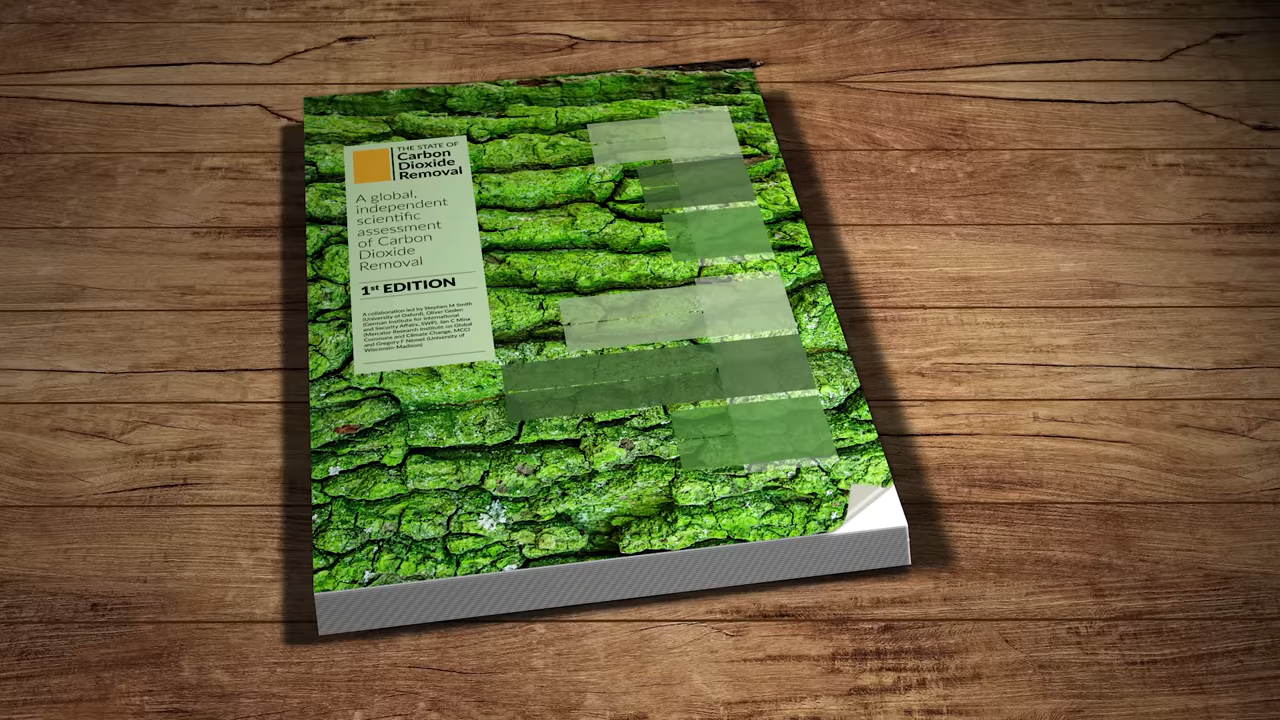 THE STATE OF
Carbon
Dioxide
Removal
A global,
independent
scientific
assessment
of Carbon
Dioxide
Removal
1st EDITION
A collaboration led by Stephen M Smith
(University of Oxford), Oliver Geden
(German Institute for International
and Security Affairs, SWP), Jan C Minx
(Mercator Research Institute on Global
Commons and Climate Change, MCC)
and Gregory F Nemet (University of
Wisconsin-Madison)